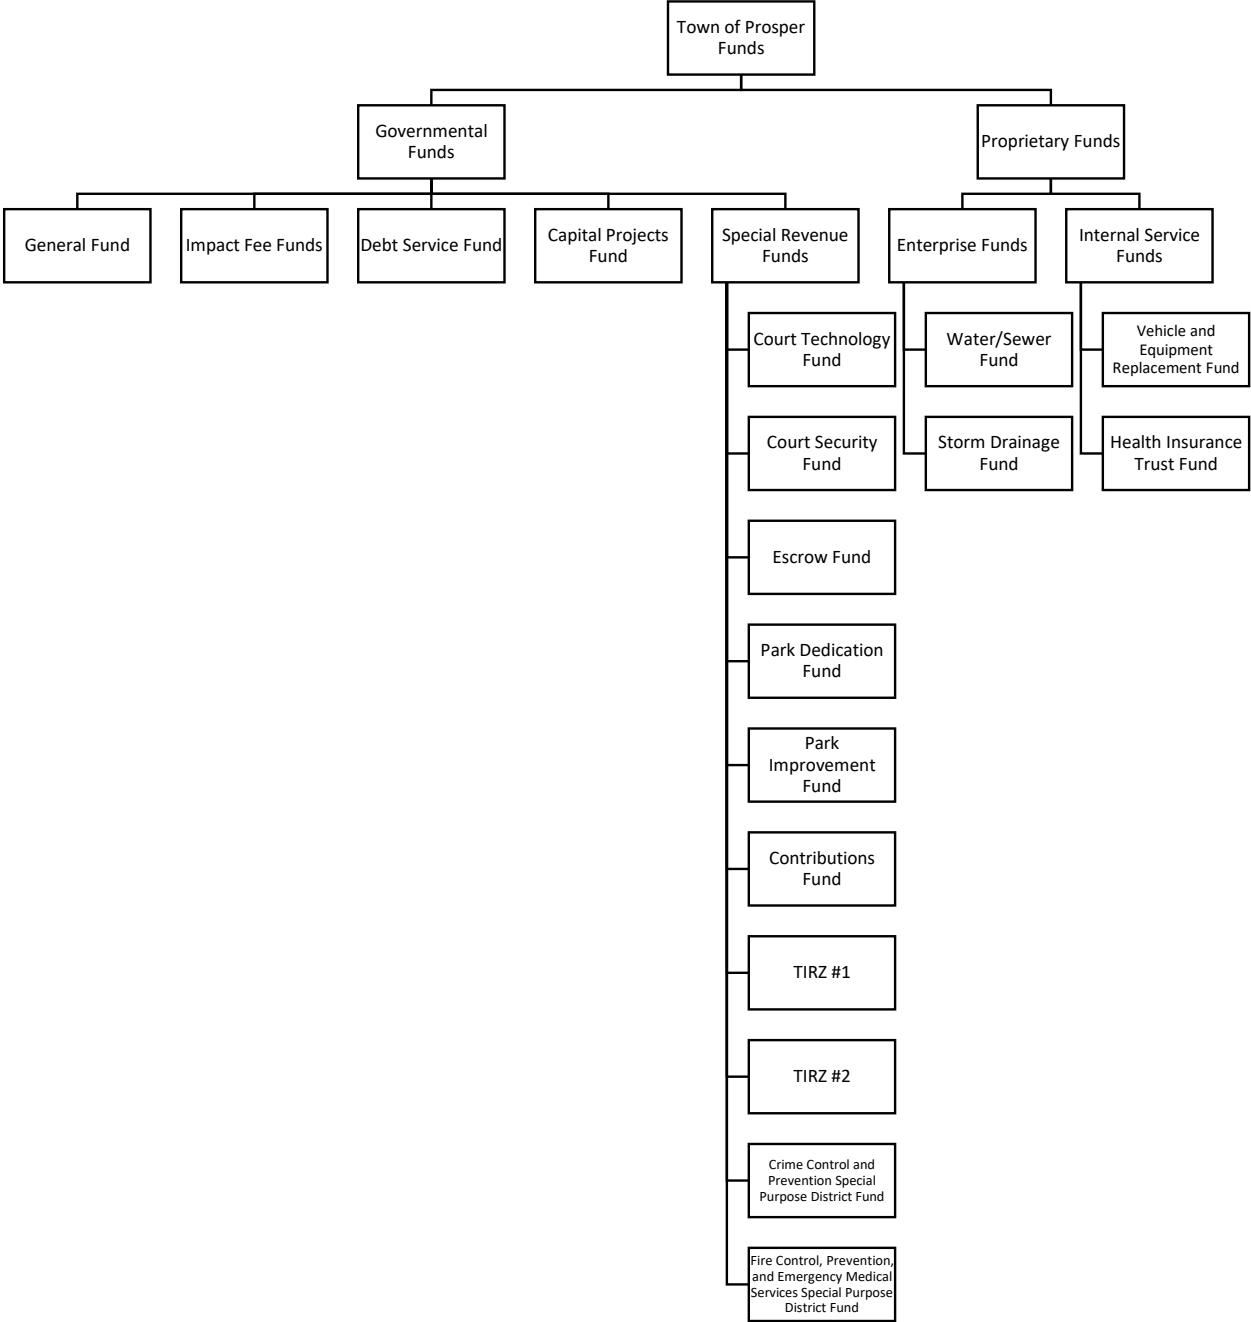 Town of Prosper
Funds
Governmental
Funds
Proprietary Funds
General Fund
Impact Fee Funds
Debt Service Fund
Capital Projects
Fund
Special Revenue
Funds
Enterprise Funds
Internal Service
Funds
Court Technology
Fund
Water/Sewer
Fund
Vehicle and
Equipment
Replacement Fund
Court Security
Fund
Storm Drainage
Fund
Health Insurance
Trust Fund
Escrow Fund
Park Dedication
Fund
Park
Improvement
Fund
Contributions
Fund
TIRZ #1
TIRZ #2
Crime Control and
Prevention Special
Purpose District Fund
Fire Control, Prevention,
and Emergency Medical
Services Special Purpose
District Fund